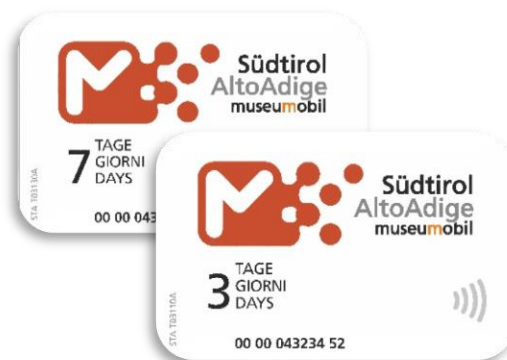 Südtirol
AltoAdige
museumobil
7 TAGE
GIORNI
DAYS
STA T03130A
00 00 043
Südtirol
AltoAdige
museumobil
3 TAGE
GIORNI
DAYS
STA T03110A
00 00 043234 52